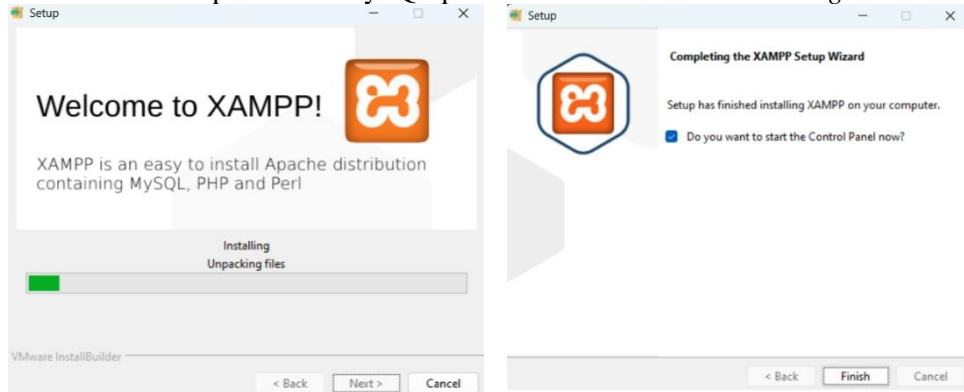 Setup
Welcome to XAMPP!
XAMPP is an easy to install Apache distribution
containing MySQL, PHP and Perl
Installing
Unpacking files
VMware InstallBuilder
< Back Next > Cancel
Setup
Completing the XAMPP Setup Wizard
Setup has finished installing XAMPP on your computer.
Do you want to start the Control Panel now?
< Back Finish Cancel